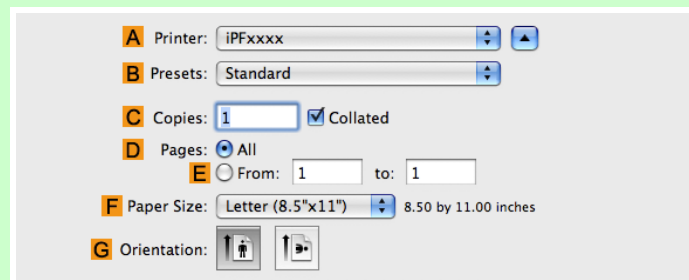 A Printer: iPFxxxx
B Presets: Standard
C Copies: 1 Collated
D Pages: All
E From: 1 to: 1
F Paper Size: Letter (8.5"x11") 8.50 by 11.00 inches
G Orientation: